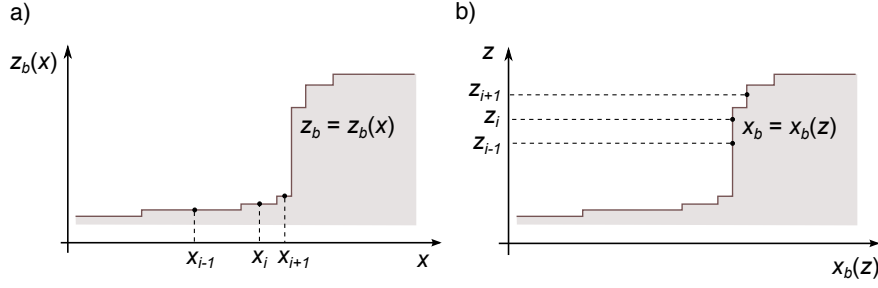 a)
z_b(x)
z_b = z_b(x)
x_{i-1}
x_i
x_{i+1}
x
b)
z
z_{i+1}
z_i
z_{i-1}
x_b = x_b(z)
x_b(z)